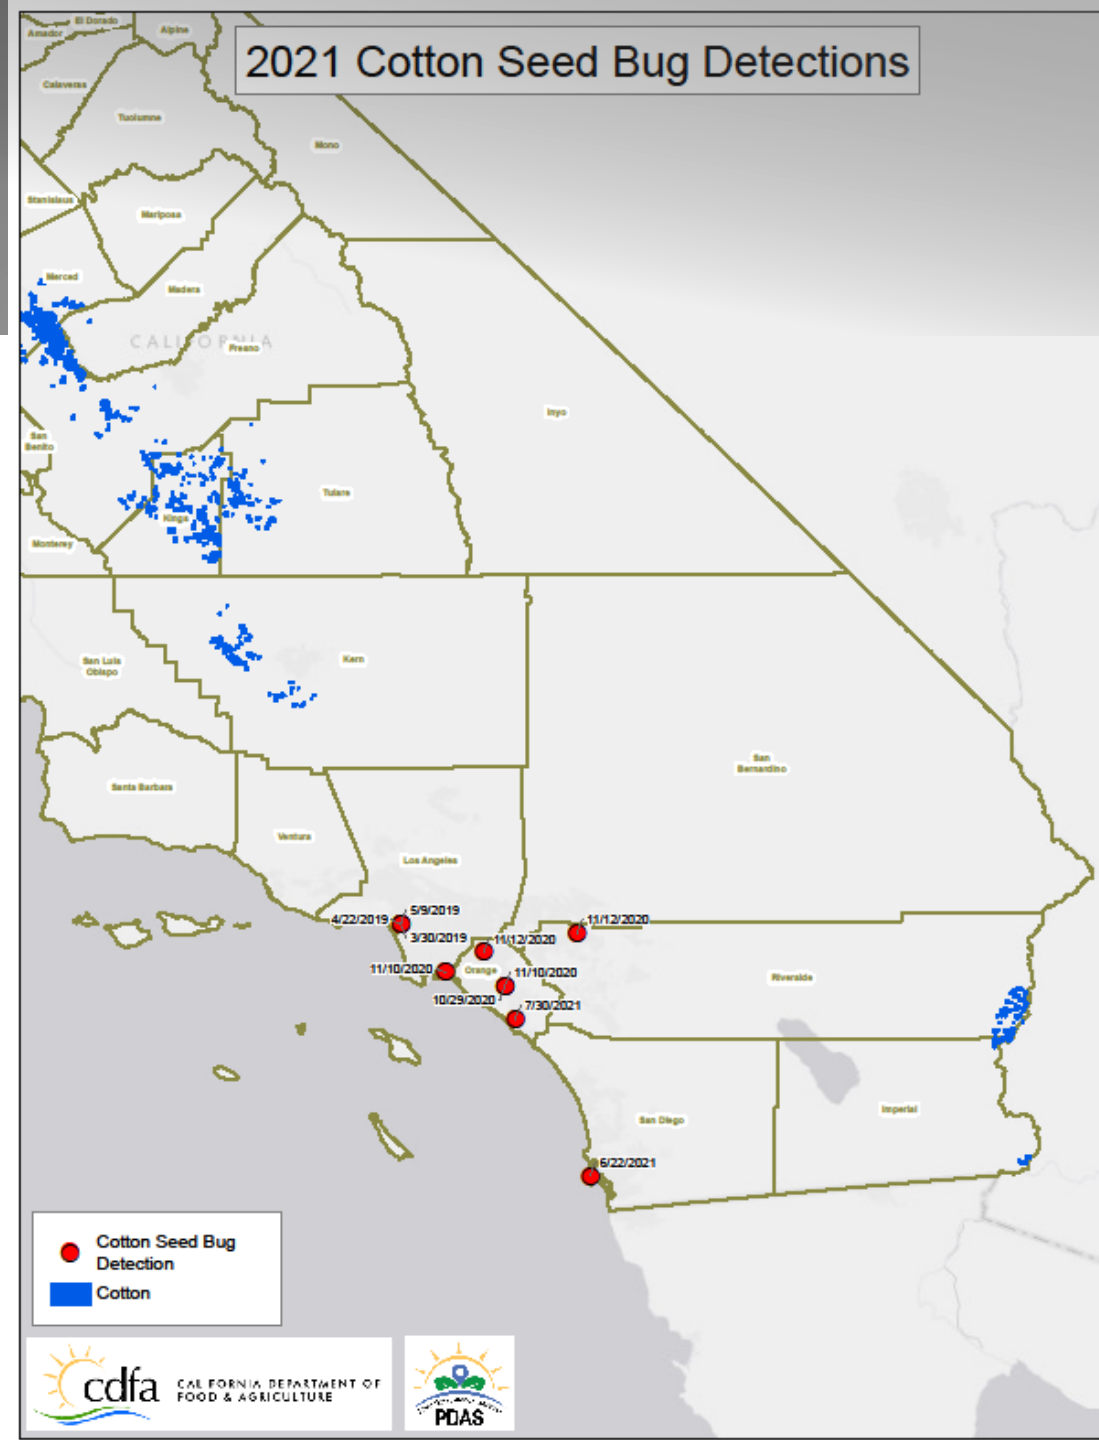 2021 Cotton Seed Bug Detections
El Dorado
Amador
Alpine
Calaveras
Tuolumne
Mono
Stanislaus
Mariposa
Merced
Madera
CALIFORNIA
Fresno
Inyo
San
Benito
Tulare
Kings
Monterey
San Luis
Obispo
Kern
San
Bernardino
Santa Barbara
Ventura
Los Angeles
5/9/2019
4/22/2019
3/30/2019
11/12/2020
11/12/2020
11/10/2020
Orange
11/10/2020
10/29/2020
7/30/2021
Riverside
San Diego
Imperial
6/22/2021
Cotton Seed Bug
Detection
Cotton
cdfa
CALIFORNIA DEPARTMENT OF
FOOD & AGRICULTURE
PDAS